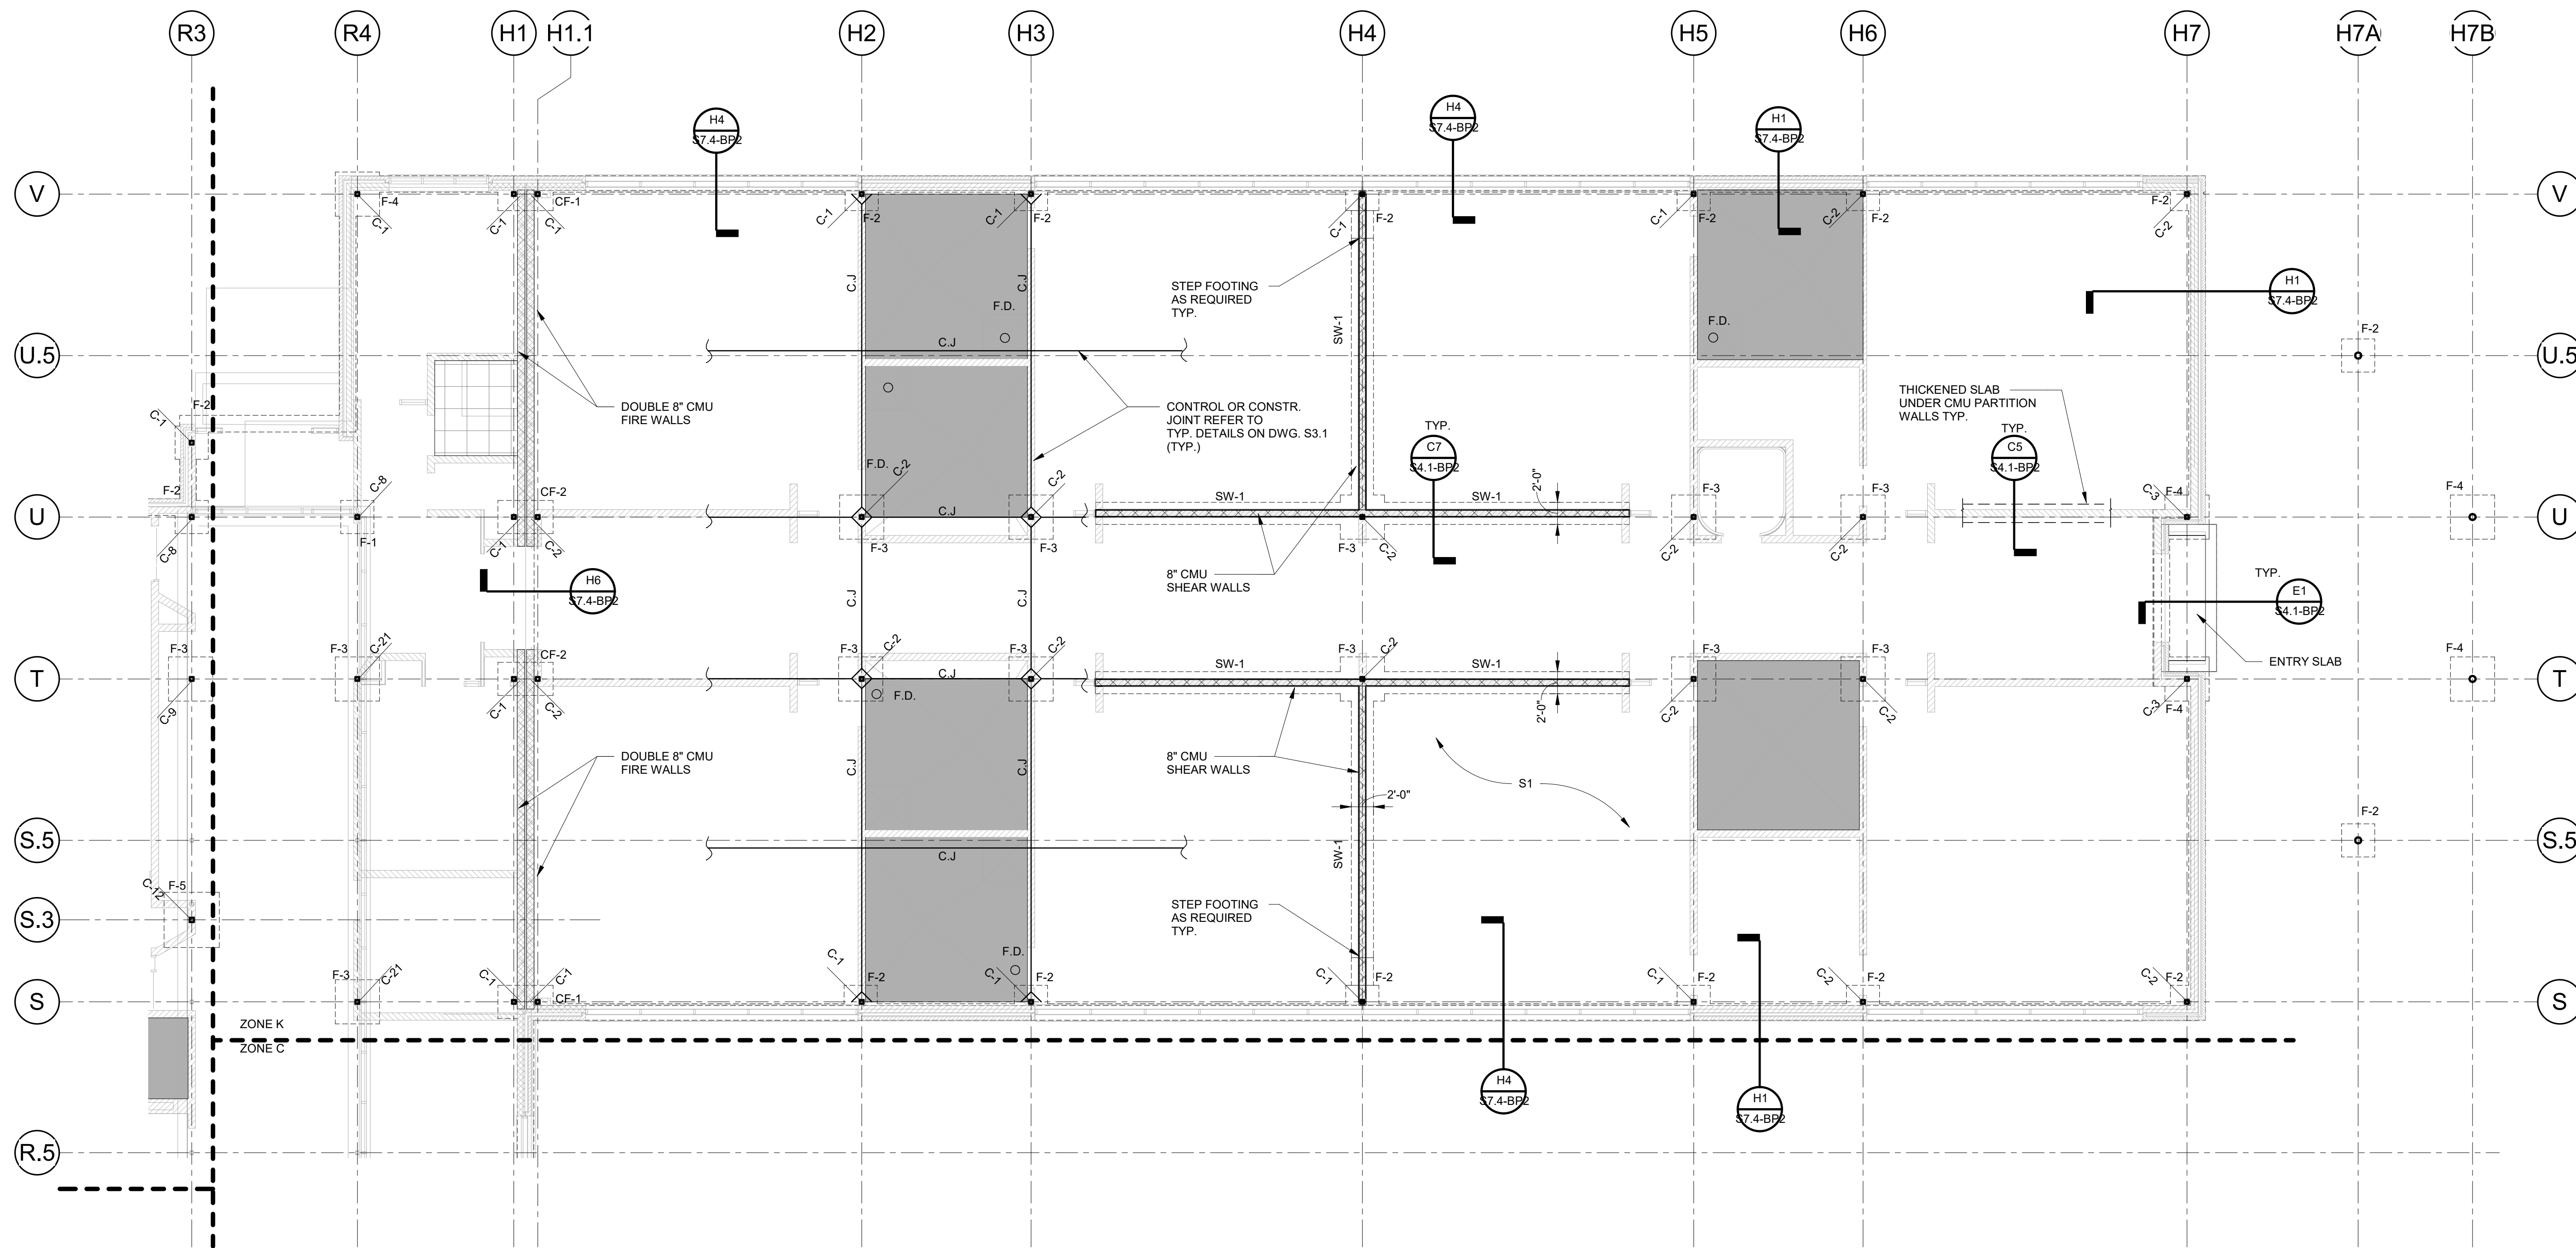 R3
R4
H1
H1.1
H2
H3
H4
H5
H6
H7
H7A
H7B
H4
S7.4-BP2
H4
S7.4-BP2
H1
S7.4-BP2
V
F-4
C-1
C-1
CF-1
C-1
C-1
F-2
C-1
F-2
C-1
F-2
C-1
F-2
C-2
F-2
F-2
C-2
V
C.J
C.J
STEP FOOTING
AS REQUIRED
TYP.
H1
S7.4-BP2
F.D.
SW-1
F.D.
F-2
U.5
C.J
U.5
F-2
C-1
DOUBLE 8" CMU
FIRE WALLS
CONTROL OR CONSTR.
JOINT REFER TO
TYP. DETAILS ON DWG. S3.1
(TYP.)
THICKENED SLAB
UNDER CMU PARTITION
WALLS TYP.
TYP.
C7
S4.1-BP2
TYP.
C5
S4.1-BP2
F.D.
C-2
C-2
2'-0"
F-2
C-8
CF-2
SW-1
SW-1
F-3
F-3
C-3
F-4
F-4
U
C.J
U
C-8
F-1
C-1
C-2
F-3
F-3
F-3
C-2
C-2
C-2
H6
S7.4-BP2
C.J
C.J
8" CMU
SHEAR WALLS
TYP.
E1
S4.1-BP2
F-3
F-3
C-21
CF-2
F-3
C-2
F-3
C-2
SW-1
C-2
SW-1
F-3
F-3
F-4
ENTRY SLAB
T
C.J
T
C-9
C-1
C-2
F.D.
2'-0"
C-2
C-2
C-3
F-4
DOUBLE 8" CMU
FIRE WALLS
C.J
C.J
8" CMU
SHEAR WALLS
2'-0"
S1
F-2
S.5
C.J
SW-1
S.5
C-12
F-5
S.3
STEP FOOTING
AS REQUIRED
TYP.
F.D.
F-3
C-21
C-1
C-1
CF-1
C-1
F-2
C-1
F-2
C-1
F-2
C-1
F-2
C-2
F-2
C-2
F-2
S
S
ZONE K
ZONE C
H4
S7.4-BP2
H1
S7.4-BP2
R.5